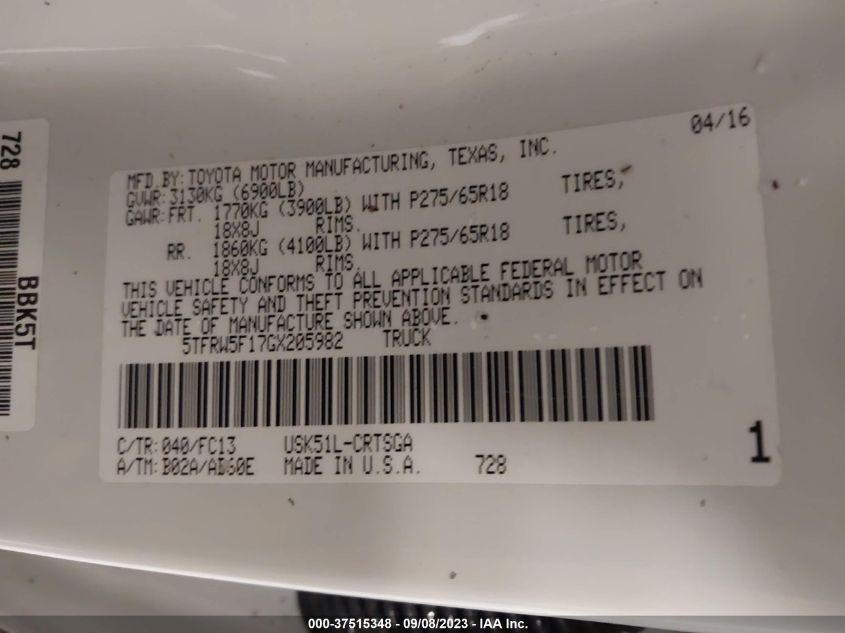 04/16
MFD BY: TOYOTA MOTOR MANUFACTURING, TEXAS, INC.
GVWR: 3130KG (6900LB)
GAWR: FRT. 1770KG (3900LB) WITH P275/65R18 TIRES,
18X8J RIMS.
RR. 1860KG (4100LB) WITH P275/65R18 TIRES,
18X8J RIMS.
THIS VEHICLE CONFORMS TO ALL APPLICABLE FEDERAL MOTOR
VEHICLE SAFETY AND THEFT PREVENTION STANDARDS IN EFFECT ON
THE DATE OF MANUFACTURE SHOWN ABOVE.
5TFRW5F17GX205982 TRUCK
C/TR: 040/FC13 USK51L-CRTSGA
A/TM: B02A/AD60E MADE IN U.S.A. 728
1
728
BBK5T
000-37515348 - 09/08/2023 - IAA Inc.